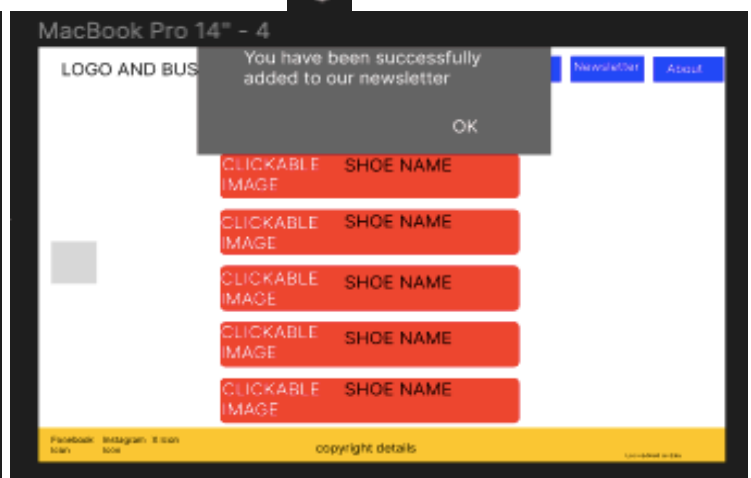 MacBook Pro 14" - 4
LOGO AND BUS
You have been successfully
added to our newsletter
OK
Newsletter
About
CLICKABLE
IMAGE
SHOE NAME
CLICKABLE
IMAGE
SHOE NAME
CLICKABLE
IMAGE
SHOE NAME
CLICKABLE
IMAGE
SHOE NAME
CLICKABLE
IMAGE
SHOE NAME
Facebook
Icon
Instagram
Icon
X Icon
copyright details